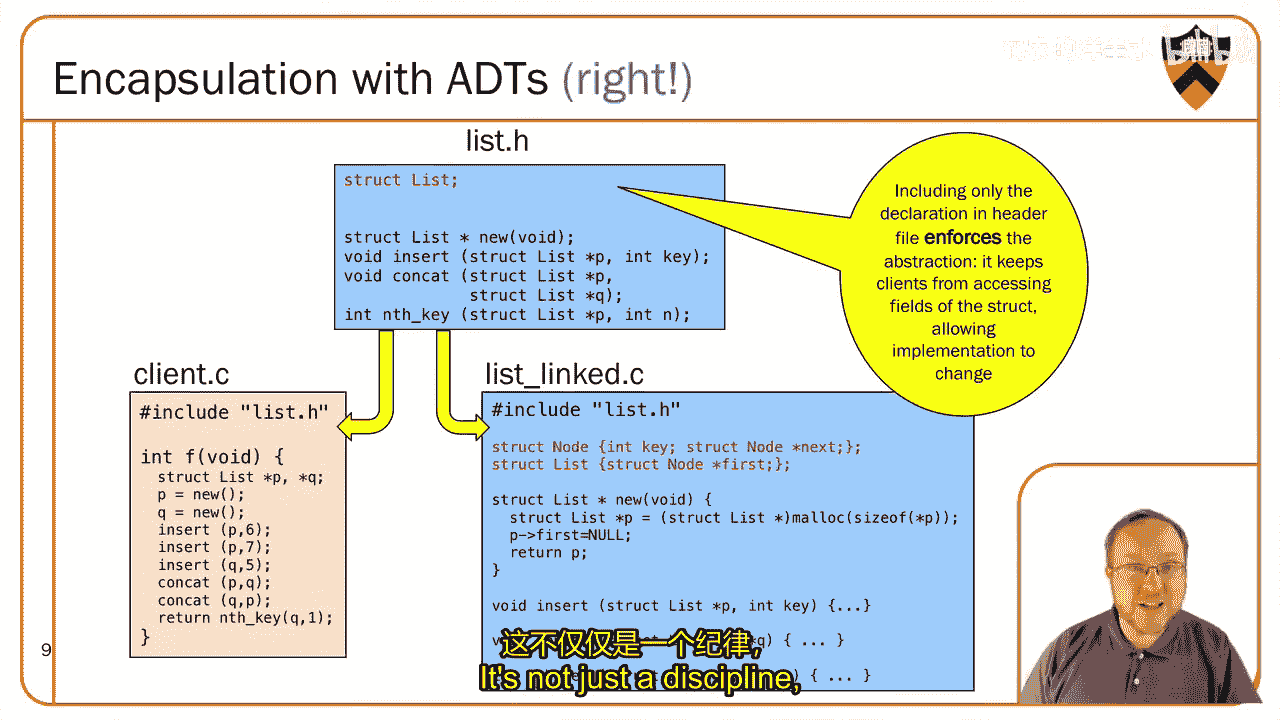 Encapsulation with ADTs (right!)
list.h
struct List;
struct List * new(void);
void insert (struct List *p, int key);
void concat (struct List *p,
struct List *q);
int nth_key (struct List *p, int n);
Including only the
declaration in header
file enforces the
abstraction: it keeps
clients from accessing
fields of the struct,
allowing
implementation to
change
client.c
#include "list.h"
int f(void) {
struct List *p, *q;
p = new();
q = new();
insert (p,6);
insert (p,7);
insert (q,5);
concat (p,q);
concat (q,p);
return nth_key(q,1);
}
list_linked.c
#include "list.h"
struct Node {int key; struct Node *next;};
struct List {struct Node *first;};
struct List * new(void) {
struct List *p = (struct List *)malloc(sizeof(*p));
p->first=NULL;
return p;
}
void insert (struct List *p, int key) {...}
q) { ... }
{ ... }
9
这不仅仅是一个纪律，
It's not just a discipline,